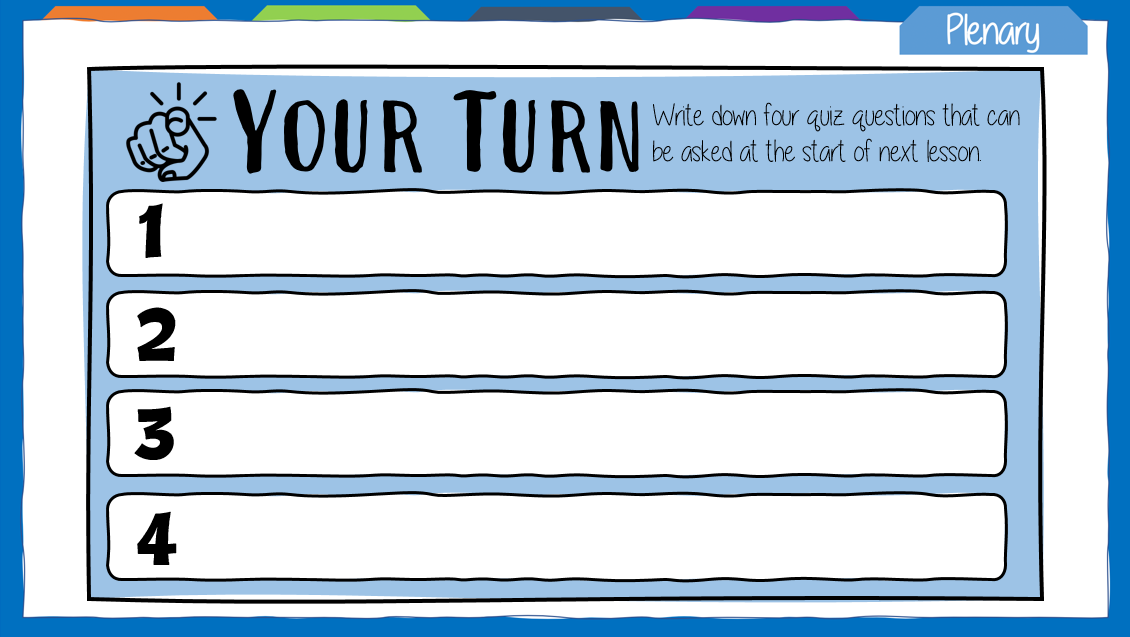 Plenary
YOUR TURN
Write down four quiz questions that can
be asked at the start of next lesson.
1
2
3
4